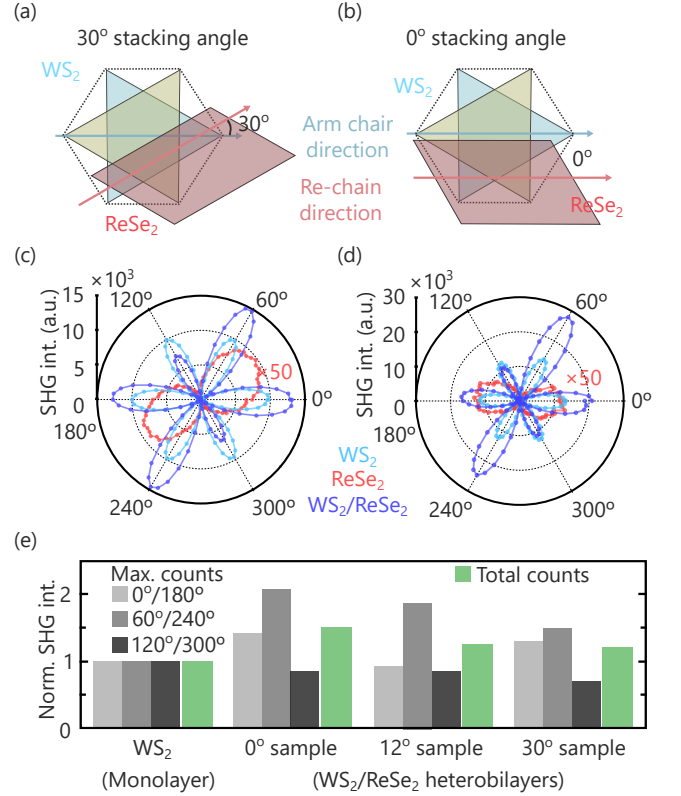 (a)
30° stacking angle
WS₂
30°
ReSe₂
(b)
0° stacking angle
WS₂
0°
ReSe₂
Arm chair
direction
Re-chain
direction
(c)
×10³
SHG int. (a.u.)
15
10
5
0
120°
60°
0°
180°
240°
300°
×50
(d)
×10³
SHG int. (a.u.)
30
20
10
0
120°
60°
0°
180°
240°
300°
×50
WS₂
ReSe₂
WS₂/ReSe₂
(e)
Norm. SHG int.
2
1
0
Max. counts
0°/180°
60°/240°
120°/300°
Total counts
WS₂
0° sample
12° sample
30° sample
(Monolayer)
(WS₂/ReSe₂ heterobilayers)